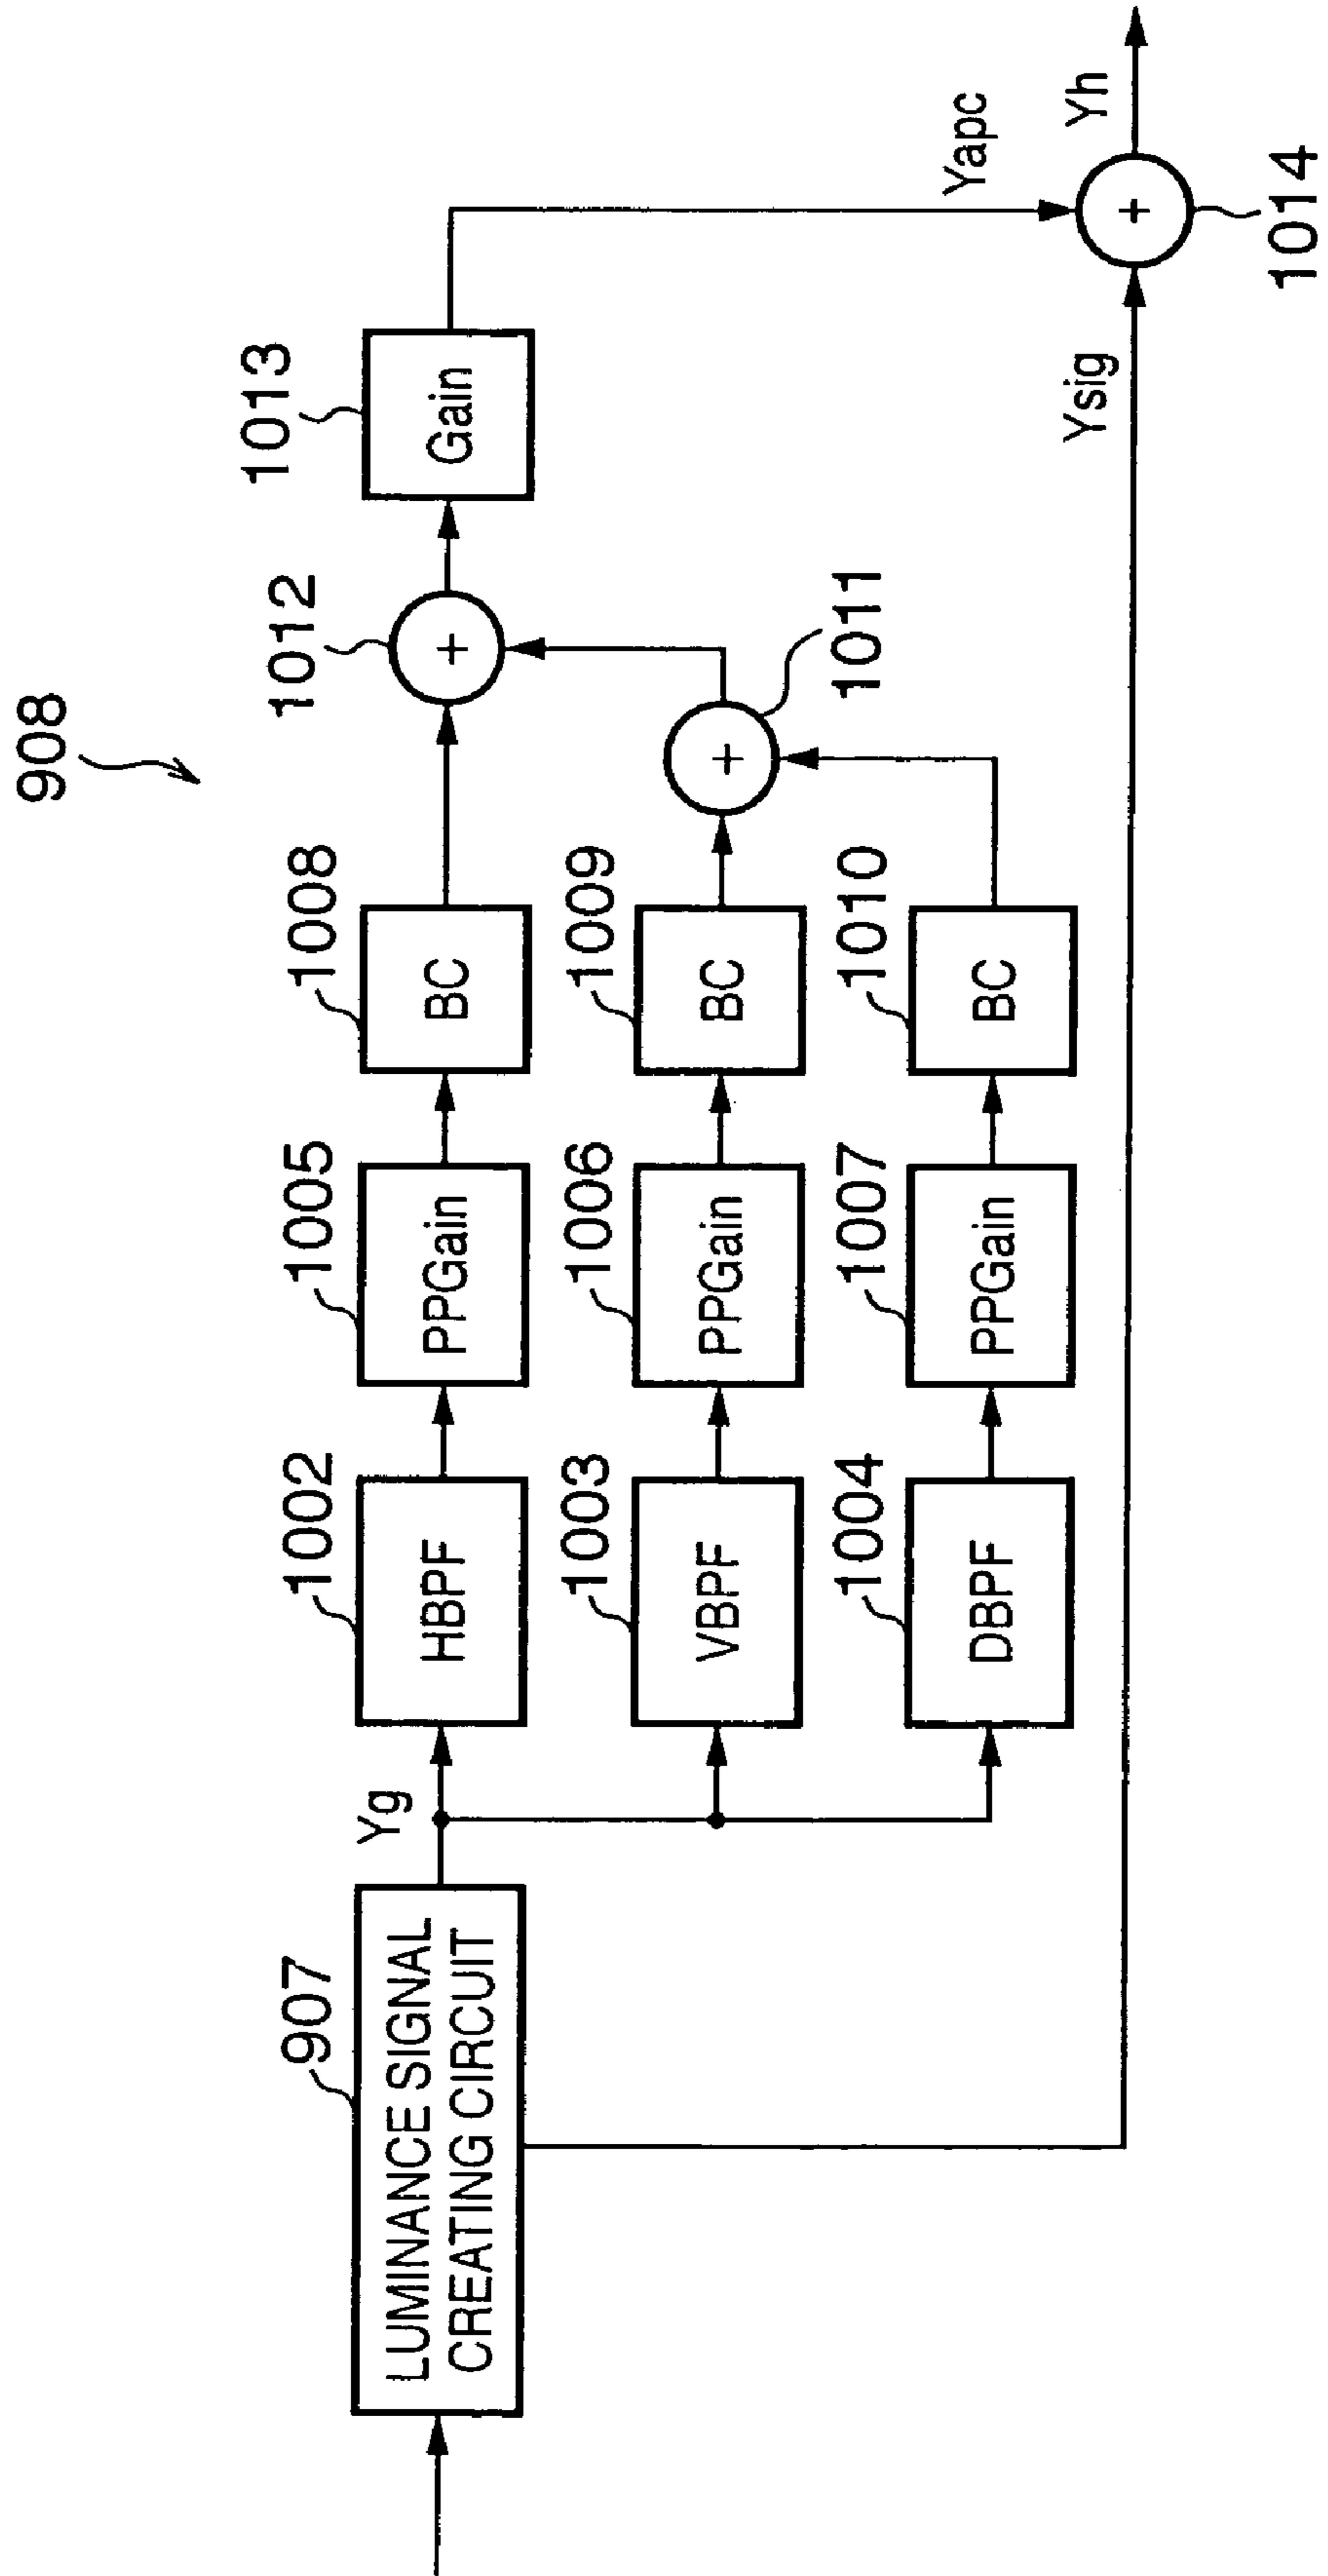 908
907
LUMINANCE SIGNAL
CREATING CIRCUIT
Yg
1002
HBPF
1005
PPGain
1008
BC
1012
+
1013
Gain
1003
VBPF
1006
PPGain
1009
BC
+
1011
1004
DBPF
1007
PPGain
1010
BC
Yapc
Ysig
+
Yh
1014